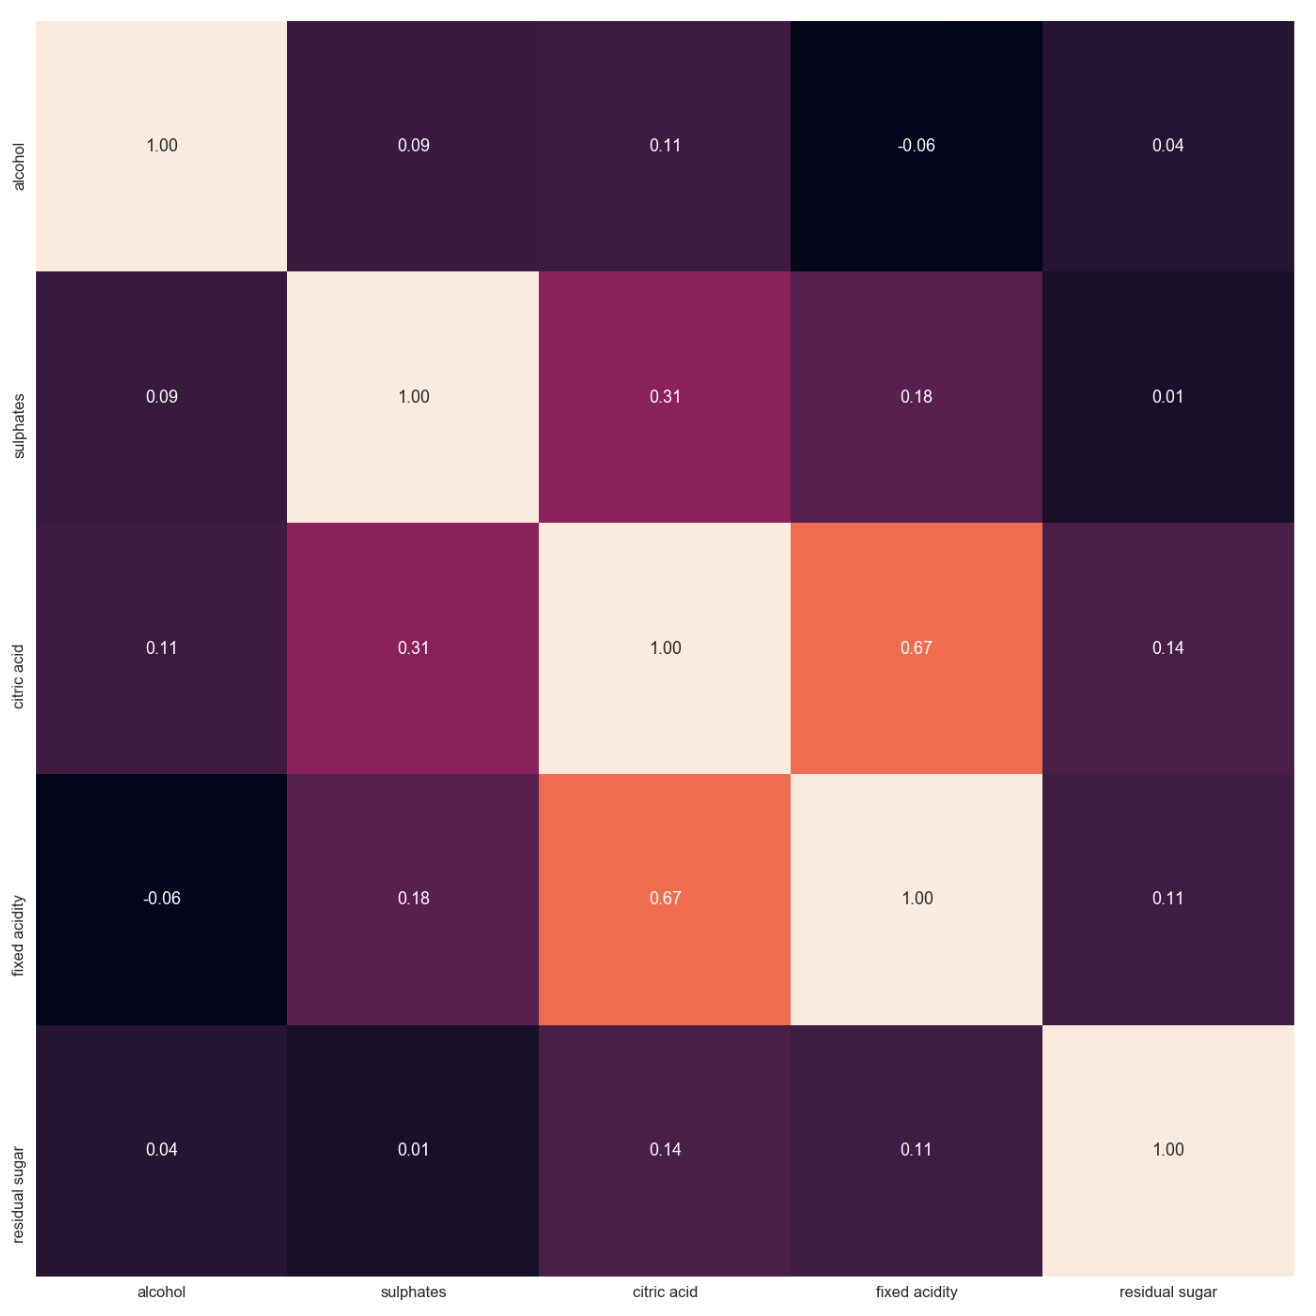 alcohol 1.00 0.09 0.11 -0.06 0.04
sulphates 0.09 1.00 0.31 0.18 0.01
citric acid 0.11 0.31 1.00 0.67 0.14
fixed acidity -0.06 0.18 0.67 1.00 0.11
residual sugar 0.04 0.01 0.14 0.11 1.00
alcohol sulphates citric acid fixed acidity residual sugar